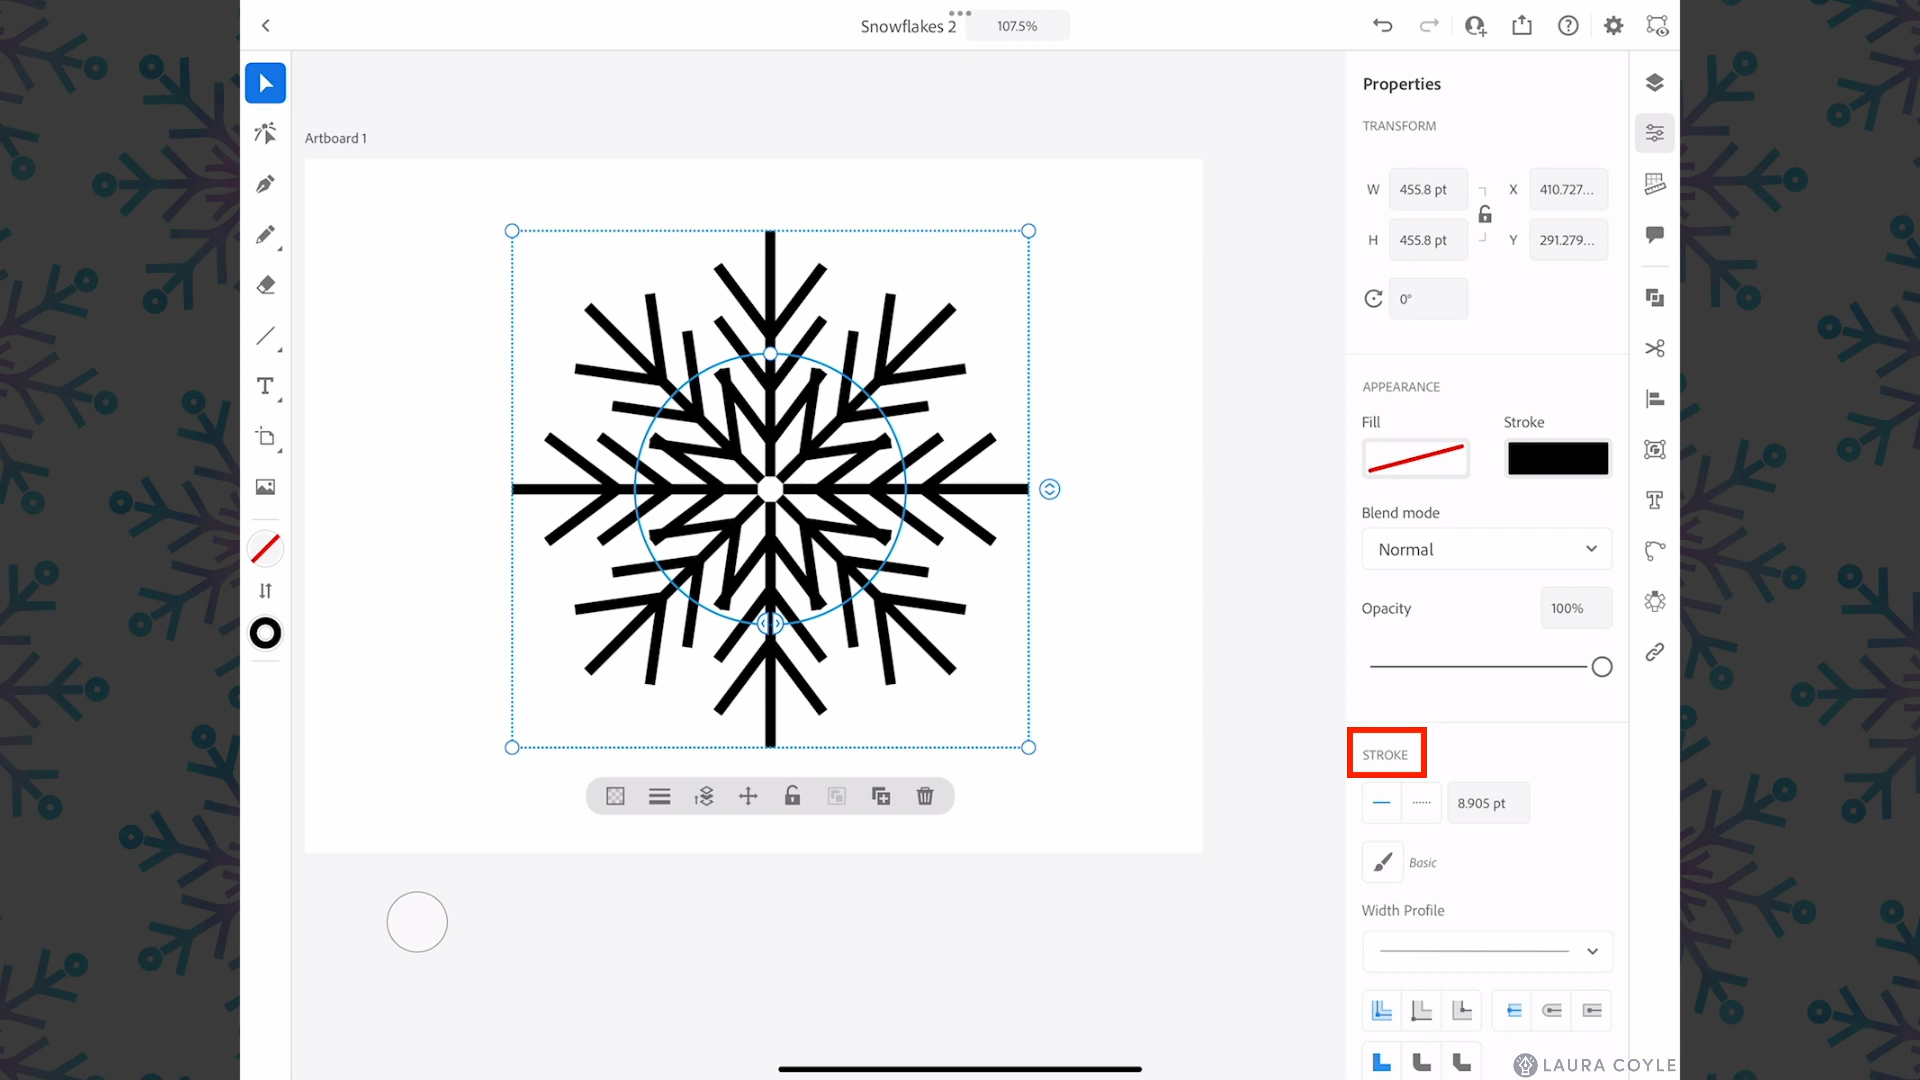 Snowflakes 2
107.5%
Artboard 1
Properties
TRANSFORM
W 455.8 pt X 410.727...
H 455.8 pt Y 291.279...
0°
APPEARANCE
Fill Stroke
Blend mode
Normal
Opacity 100%
STROKE
8.905 pt
Basic
Width Profile
LAURA COYLE